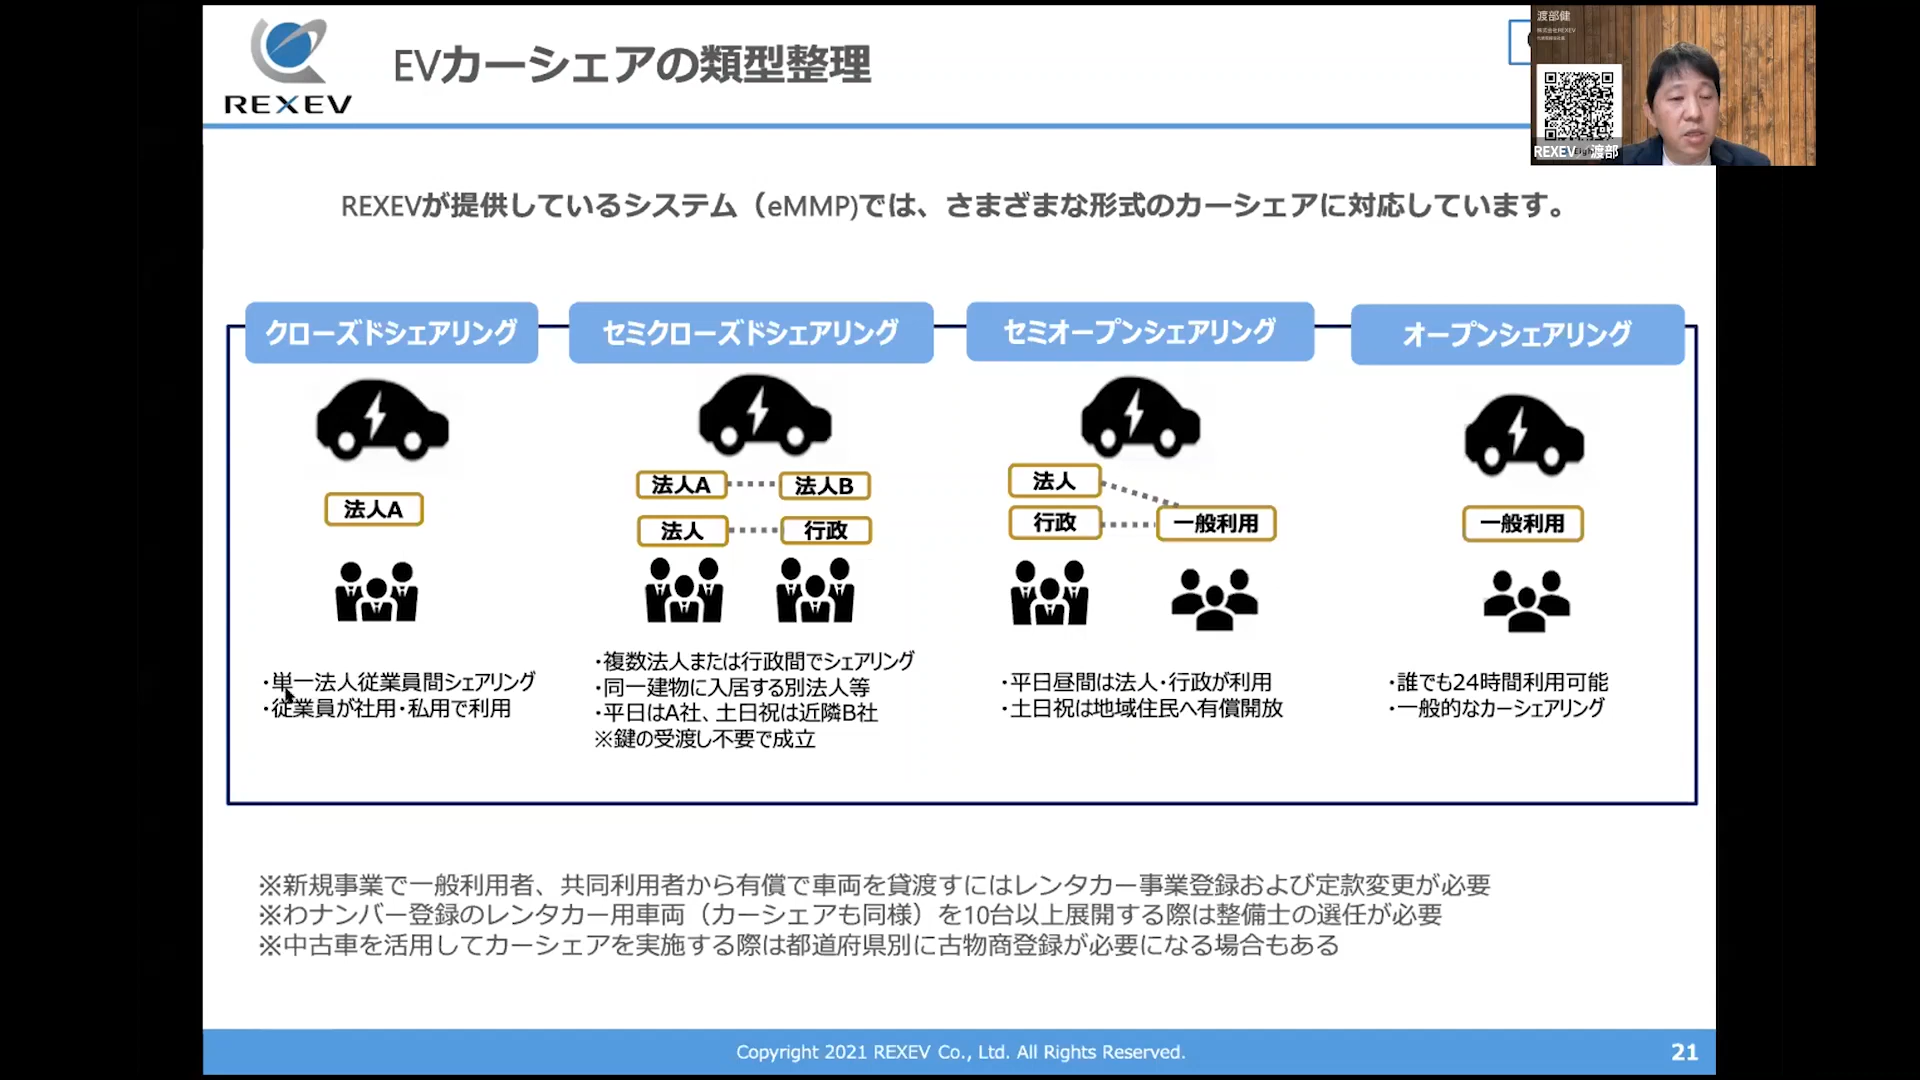 REXEV
EVカーシェアの類型整理
渡部健
株式会社REXEV
REXEV 渡部
REXEVが提供しているシステム（eMMP)では、さまざまな形式のカーシェアに対応しています。
クローズドシェアリング
法人A
・単一法人従業員間シェアリング
・従業員が社用・私用で利用
セミクローズドシェアリング
法人A
法人B
法人
行政
・複数法人または行政間でシェアリング
・同一建物に入居する別法人等
・平日はA社、土日祝は近隣B社
※鍵の受渡し不要で成立
セミオープンシェアリング
法人
行政
一般利用
・平日昼間は法人・行政が利用
・土日祝は地域住民へ有償開放
オープンシェアリング
一般利用
・誰でも24時間利用可能
・一般的なカーシェアリング
※新規事業で一般利用者、共同利用者から有償で車両を貸渡すにはレンタカー事業登録および定款変更が必要
※わナンバー登録のレンタカー用車両（カーシェアも同様）を10台以上展開する際は整備士の選任が必要
※中古車を活用してカーシェアを実施する際は都道府県別に古物商登録が必要になる場合もある
Copyright 2021 REXEV Co., Ltd. All Rights Reserved.
21